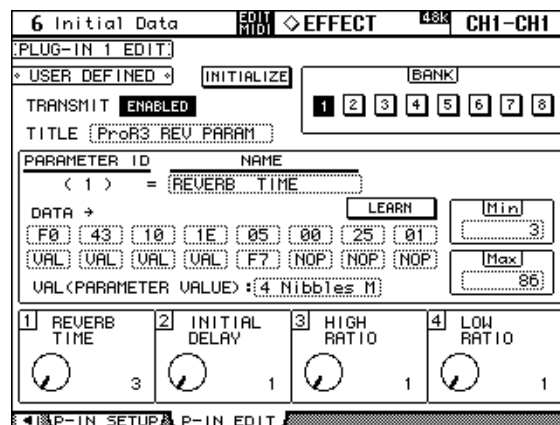 6 Initial Data EDIT MIDI ◇EFFECT 48K CH1-CH1
PLUG-IN 1 EDIT
USER DEFINED INITIALIZE BANK
TRANSMIT ENABLED 1 2 3 4 5 6 7 8
TITLE ProR3 REV PARAM
PARAMETER ID NAME
( 1 ) = REVERB TIME
DATA → LEARN Min
F0 43 10 1E 05 00 25 01 3
VAL VAL VAL VAL F7 NOP NOP NOP Max
VAL(PARAMETER VALUE): 4 Nibbles M 86
1 REVERB TIME 2 INITIAL DELAY 3 HIGH RATIO 4 LOW RATIO
3 1 1 1
P-IN SETUP P-IN EDIT